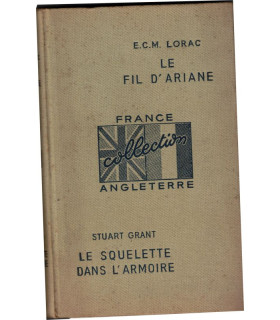 E.C.M. LORAC
LE
FIL D'ARIANE
FRANCE
collection
ANGLETERRE
STUART GRANT
LE SQUELETTE
DANS L'ARMOIRE